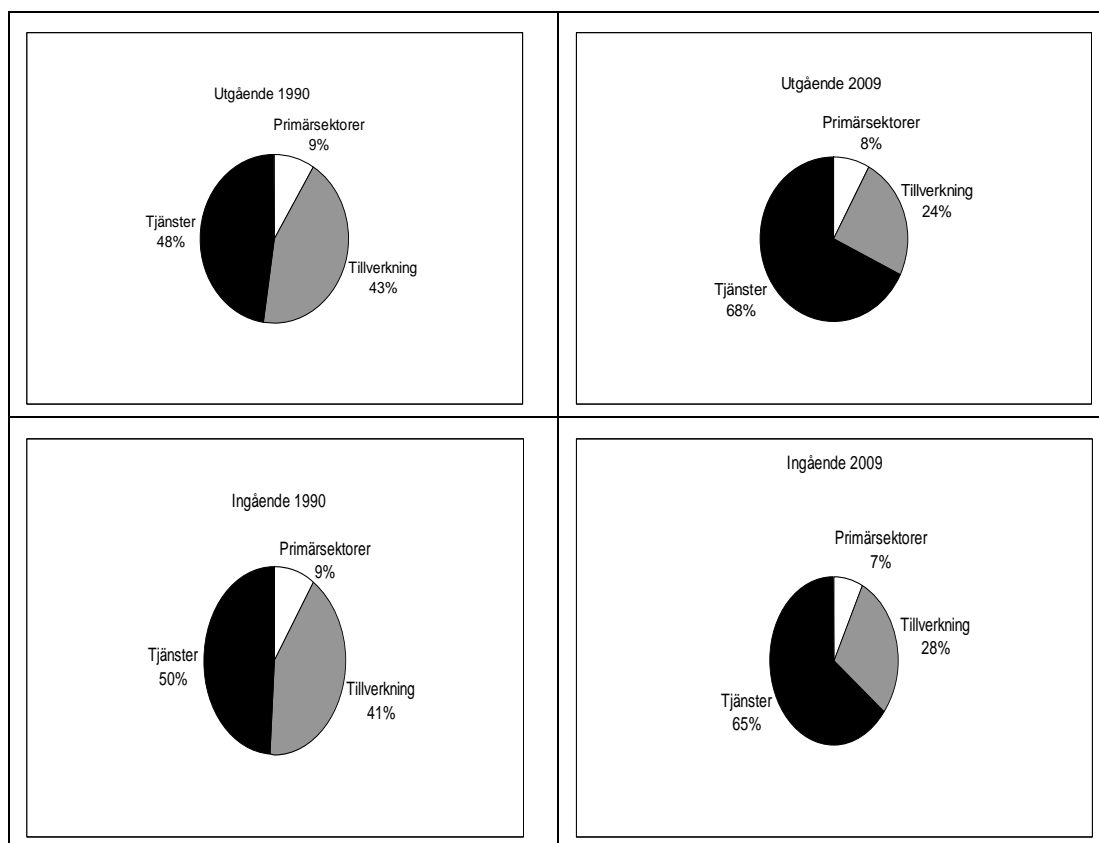 Utgående 1990
Primärsektorer
9%
Tjänster
48%
Tillverkning
43%
Utgående 2009
Primärsektorer
8%
Tillverkning
24%
Tjänster
68%
Ingående 1990
Primärsektorer
9%
Tjänster
50%
Tillverkning
41%
Ingående 2009
Primärsektorer
7%
Tillverkning
28%
Tjänster
65%